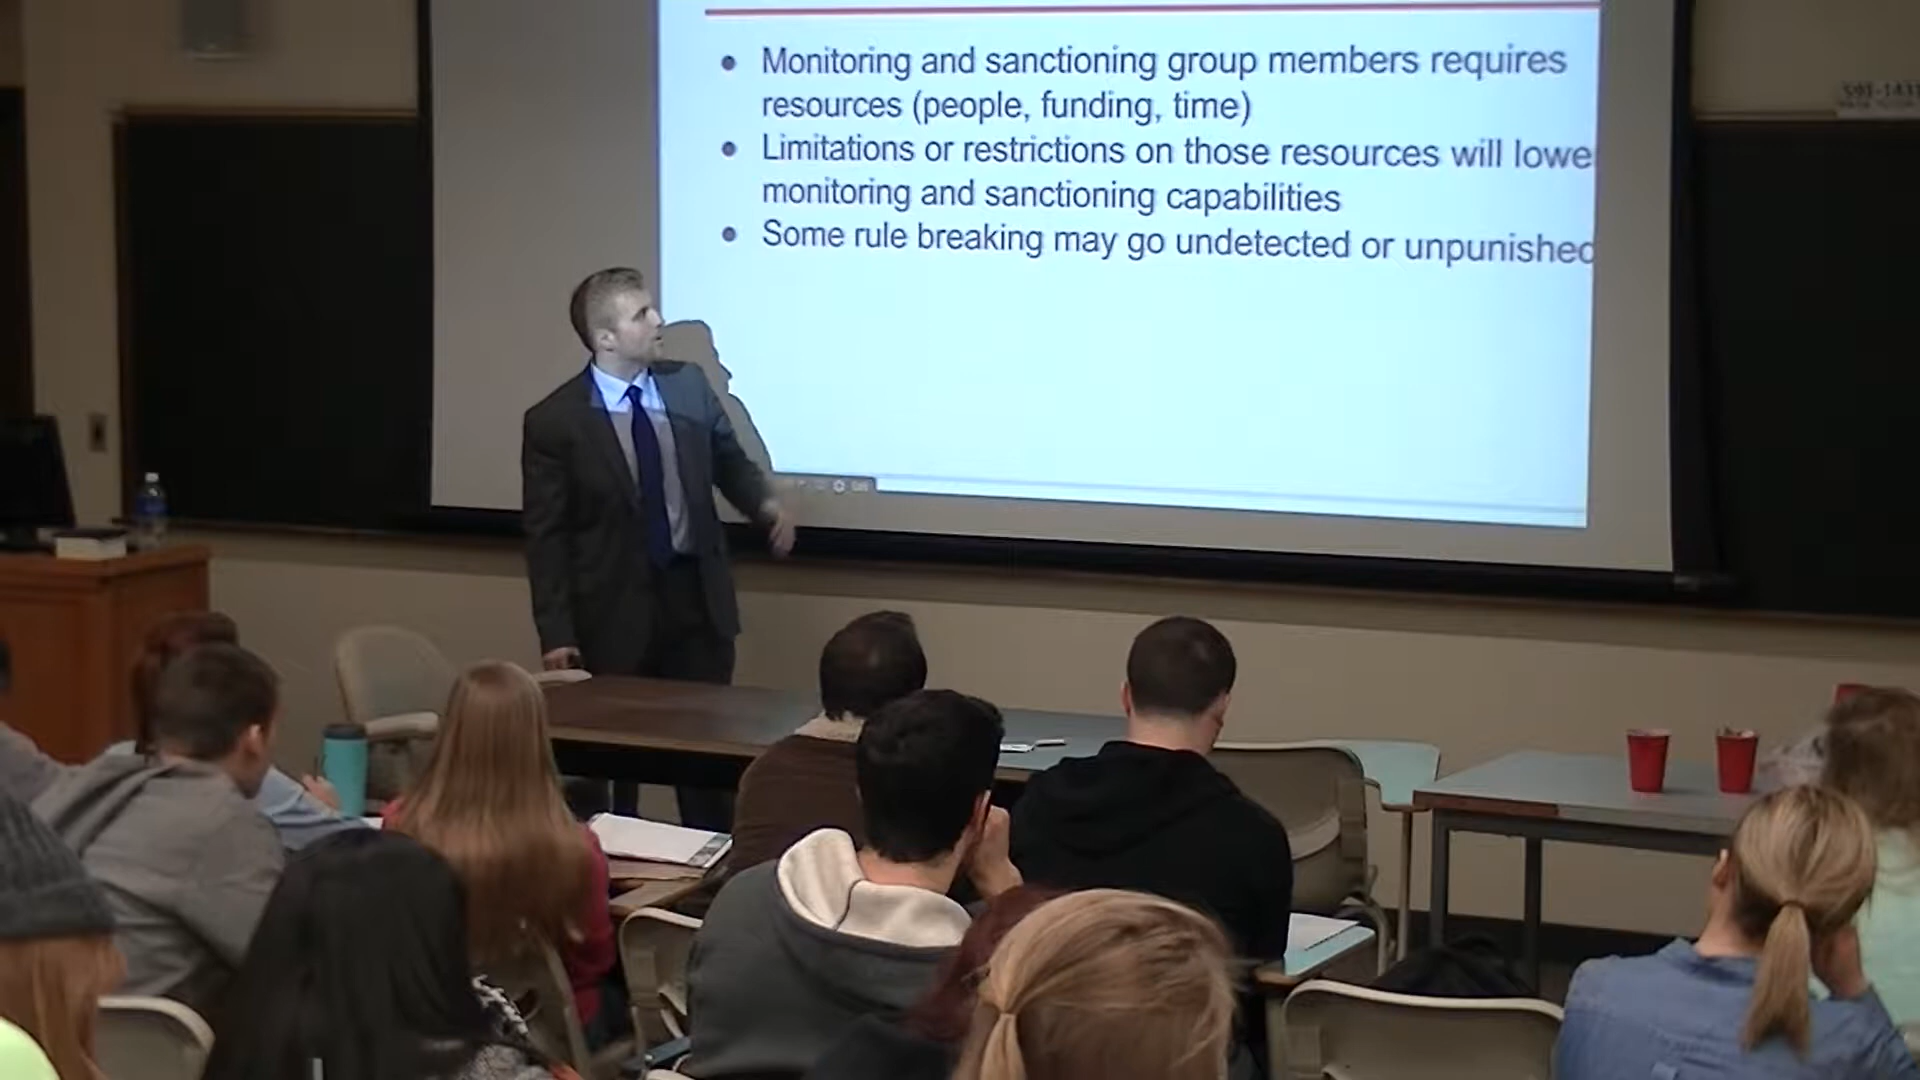 Monitoring and sanctioning group members requires
resources (people, funding, time)
Limitations or restrictions on those resources will lowe
monitoring and sanctioning capabilities
Some rule breaking may go undetected or unpunished